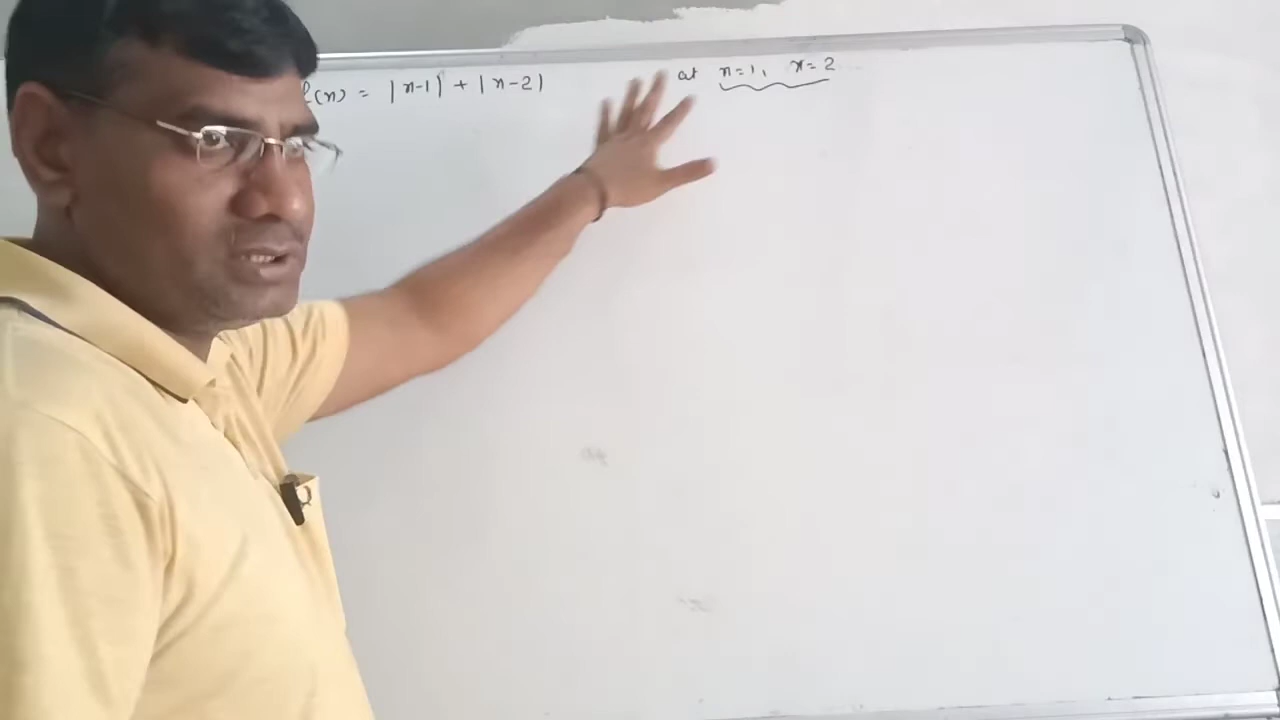 f(x) = |x-1| + |x-2| at x=1, x=2